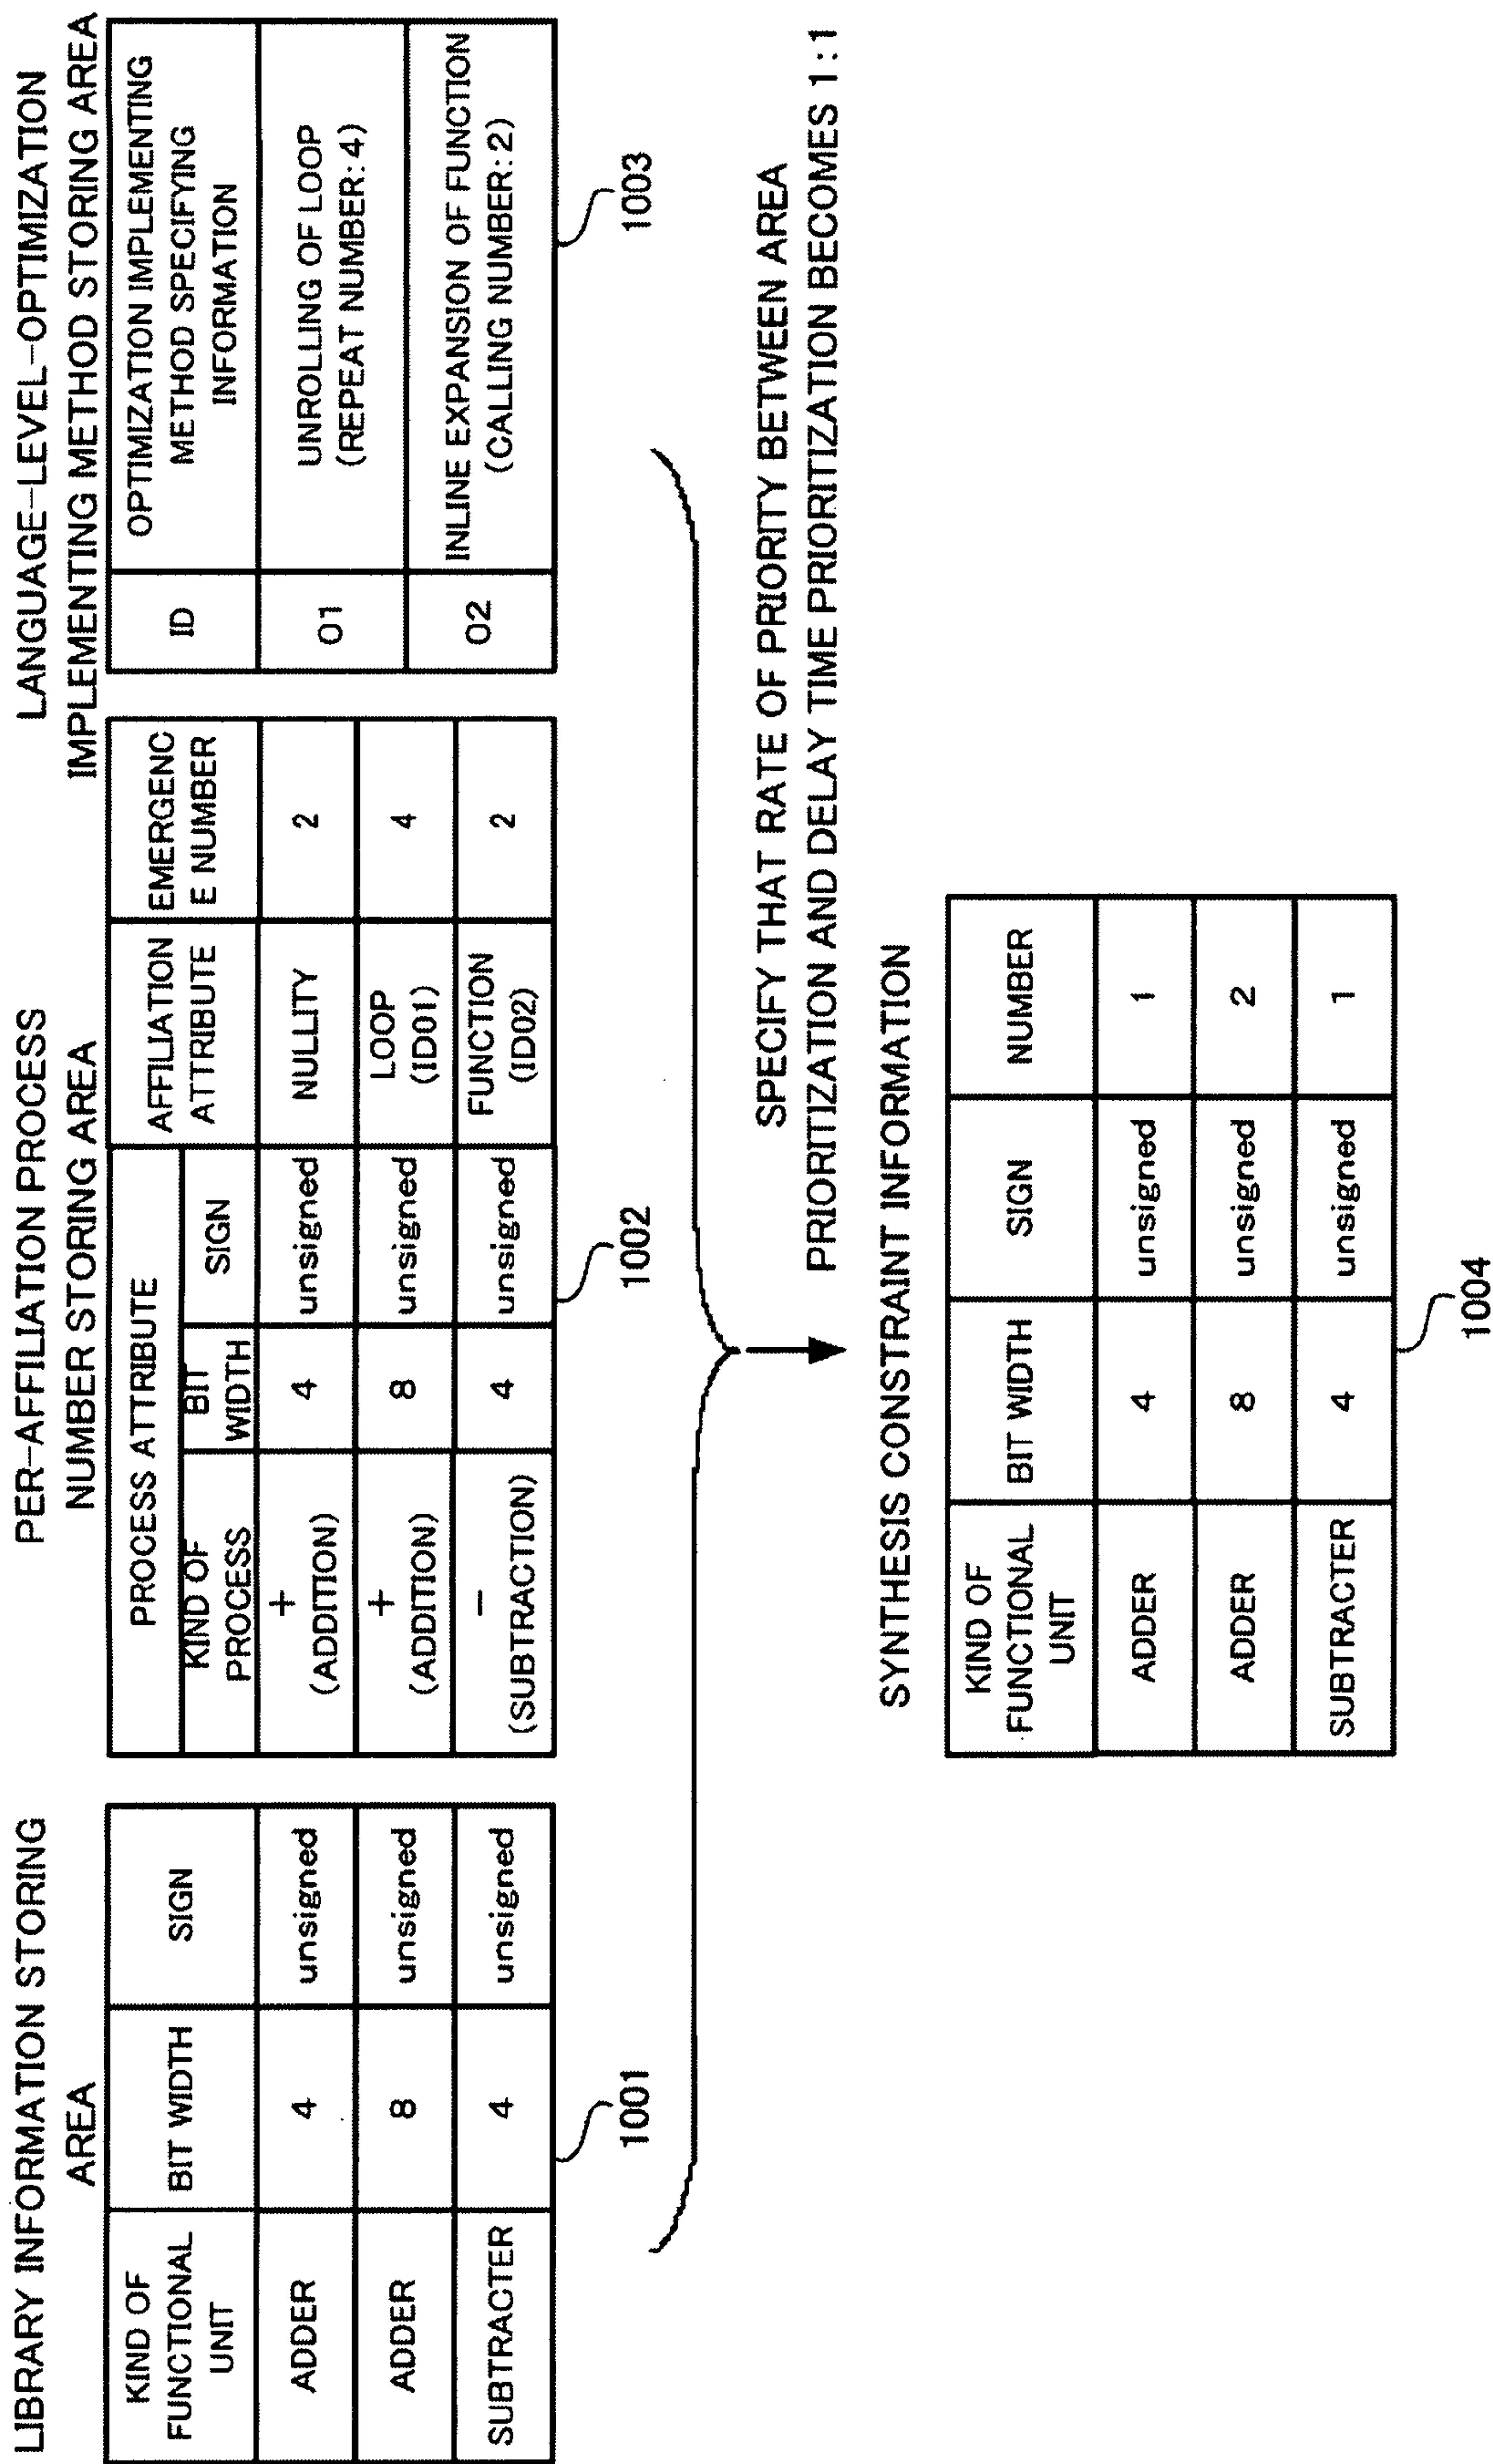 LIBRARY INFORMATION STORING
AREA
KIND OF
FUNCTIONAL
UNIT
BIT WIDTH
SIGN
ADDER
4
unsigned
ADDER
8
unsigned
SUBTRACTER
4
unsigned
1001
PER-AFFILIATION PROCESS
NUMBER STORING AREA
PROCESS ATTRIBUTE
AFFILIATION
ATTRIBUTE
EMERGENC
E NUMBER
KIND OF
PROCESS
BIT
WIDTH
SIGN
+
(ADDITION)
4
unsigned
NULLITY
2
+
(ADDITION)
8
unsigned
LOOP
(ID01)
4
−
(SUBTRACTION)
4
unsigned
FUNCTION
(ID02)
2
1002
LANGUAGE-LEVEL-OPTIMIZATION
IMPLEMENTING METHOD STORING AREA
ID
OPTIMIZATION IMPLEMENTING
METHOD SPECIFYING
INFORMATION
01
UNROLLING OF LOOP
(REPEAT NUMBER:4)
02
INLINE EXPANSION OF FUNCTION
(CALLING NUMBER:2)
1003
SPECIFY THAT RATE OF PRIORITY BETWEEN AREA
PRIORITIZATION AND DELAY TIME PRIORITIZATION BECOMES 1:1
SYNTHESIS CONSTRAINT INFORMATION
KIND OF
FUNCTIONAL
UNIT
BIT WIDTH
SIGN
NUMBER
ADDER
4
unsigned
1
ADDER
8
unsigned
2
SUBTRACTER
4
unsigned
1
1004